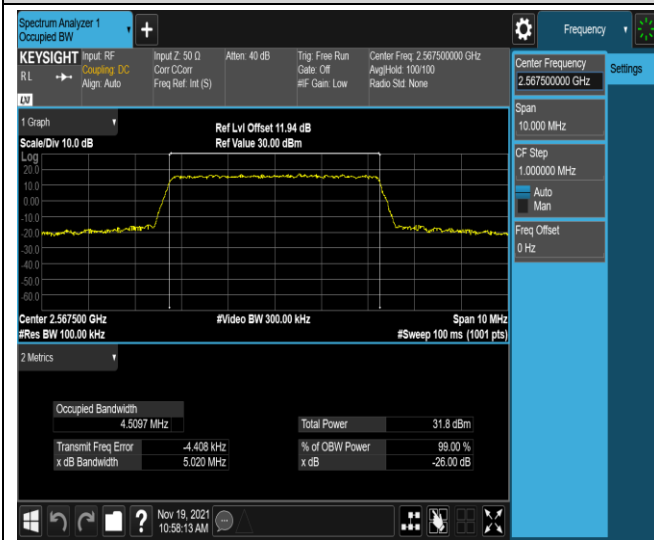 Spectrum Analyzer 1
Occupied BW
+
Frequency
KEYSIGHT
RL
Input: RF
Coupling: DC
Align: Auto
Input Z: 50 Ω
Corr CCorr
Freq Ref: Int (S)
Atten: 40 dB
Trig: Free Run
Gate: Off
#IF Gain: Low
Center Freq: 2.567500000 GHz
Avg|Hold: 100/100
Radio Std: None
LXI
Center Frequency
2.567500000 GHz
Settings
Span
10.000 MHz
CF Step
1.000000 MHz
Auto
Man
Freq Offset
0 Hz
1 Graph
Scale/Div 10.0 dB
Ref Lvl Offset 11.94 dB
Ref Value 30.00 dBm
Log
20.0
10.0
0.00
-10.0
-20.0
-30.0
-40.0
-50.0
-60.0
Center 2.567500 GHz
#Res BW 100.00 kHz
#Video BW 300.00 kHz
Span 10 MHz
#Sweep 100 ms (1001 pts)
2 Metrics
Occupied Bandwidth
4.5097 MHz
Total Power 31.8 dBm
Transmit Freq Error -4.408 kHz
% of OBW Power 99.00 %
x dB Bandwidth 5.020 MHz
x dB -26.00 dB
?
Nov 19, 2021
10:58:13 AM